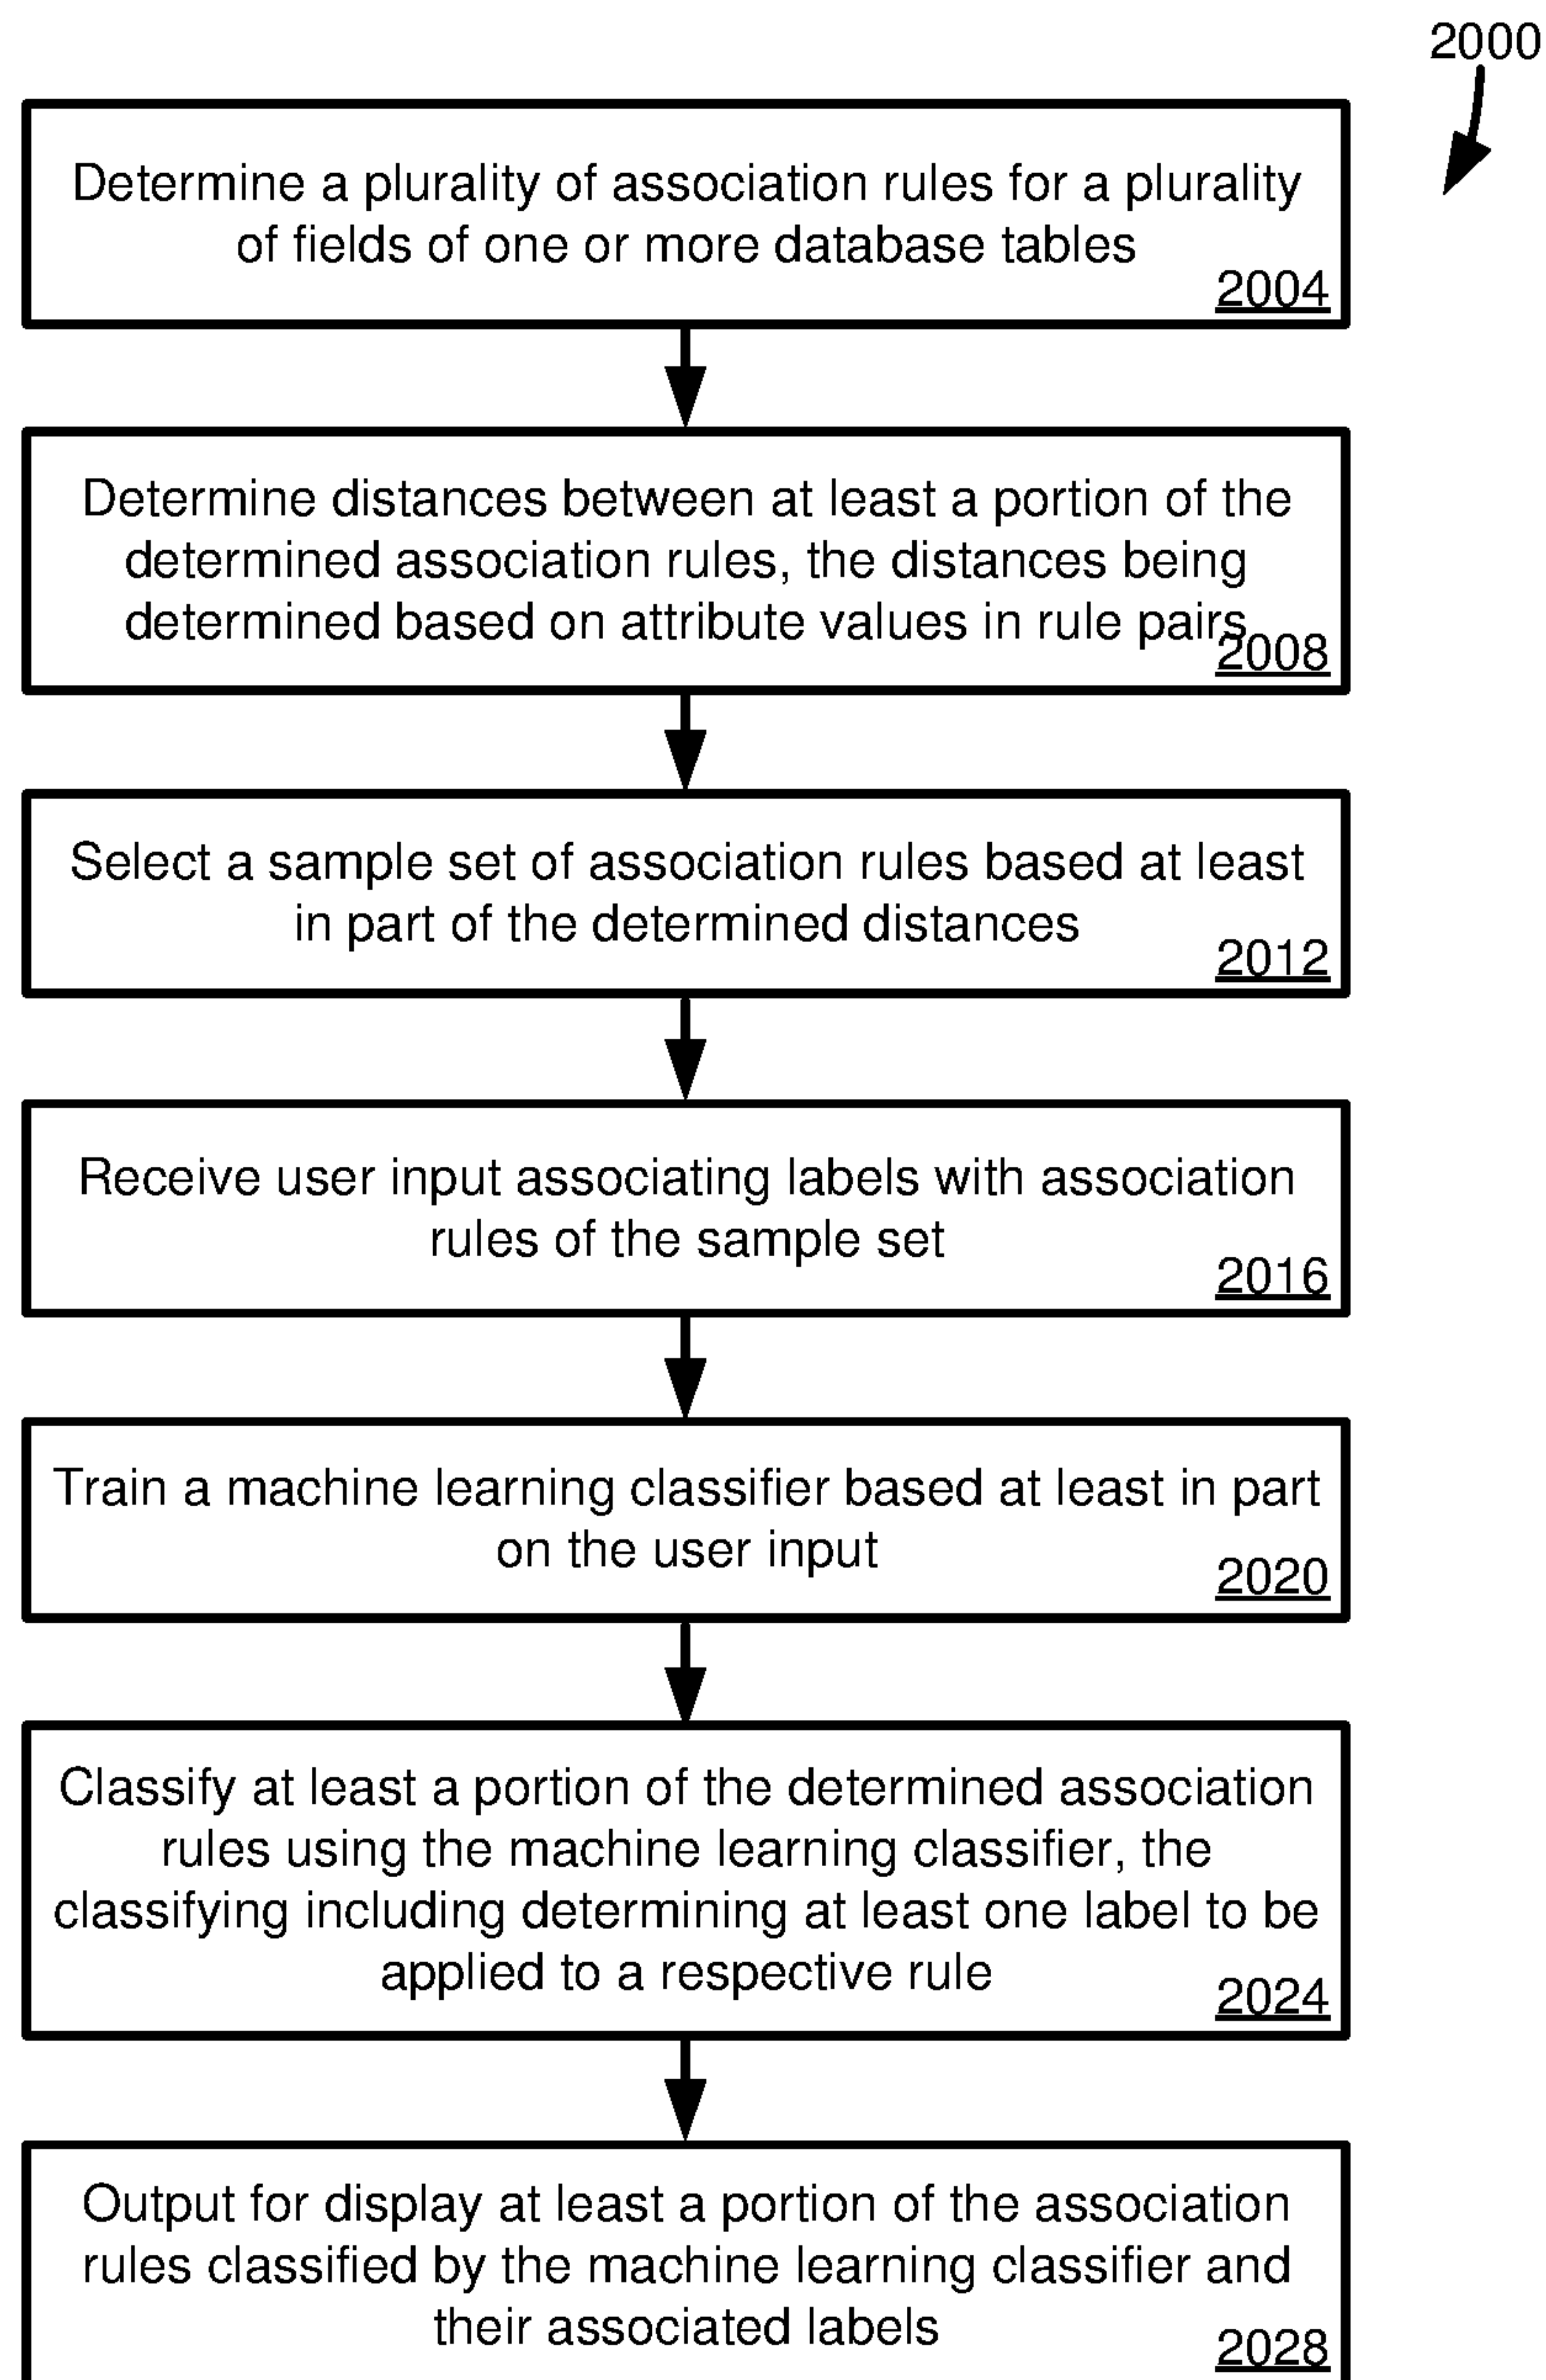 2000
Determine a plurality of association rules for a plurality
of fields of one or more database tables
2004
Determine distances between at least a portion of the
determined association rules, the distances being
determined based on attribute values in rule pairs
2008
Select a sample set of association rules based at least
in part of the determined distances
2012
Receive user input associating labels with association
rules of the sample set
2016
Train a machine learning classifier based at least in part
on the user input
2020
Classify at least a portion of the determined association
rules using the machine learning classifier, the
classifying including determining at least one label to be
applied to a respective rule
2024
Output for display at least a portion of the association
rules classified by the machine learning classifier and
their associated labels
2028